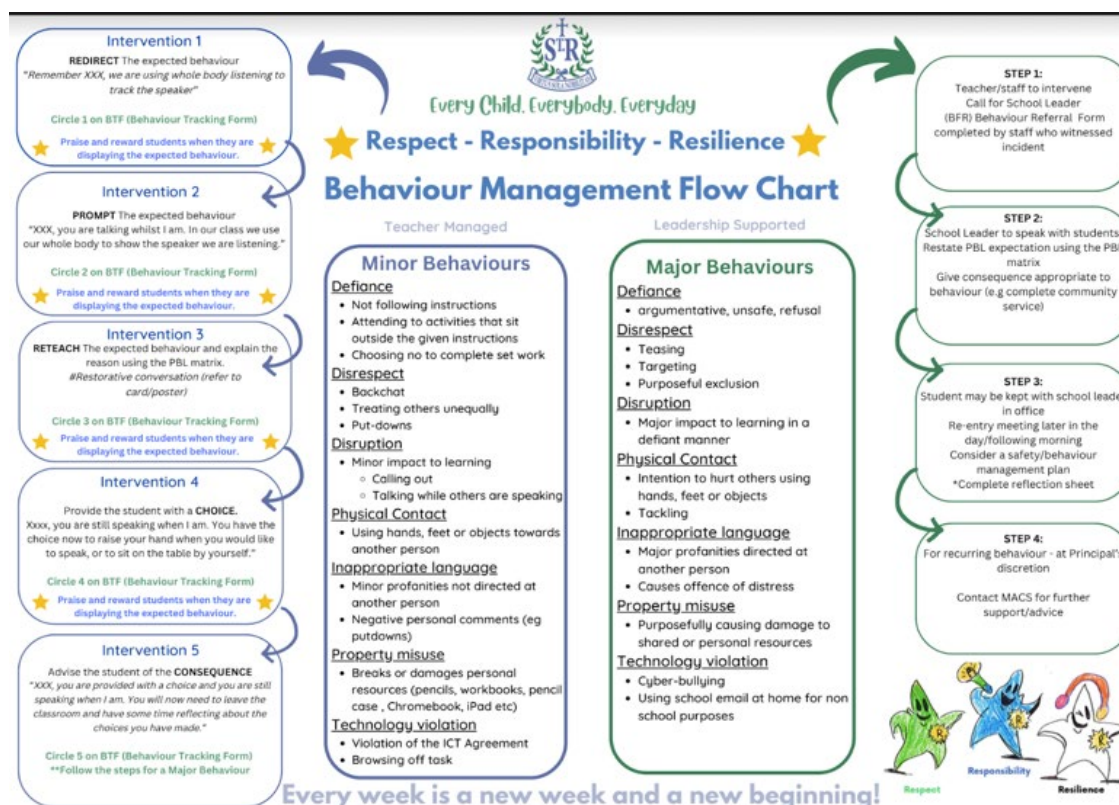 Intervention 1
REDIRECT The expected behaviour
"Remember XXX, we are using whole body listening to
track the speaker"
Circle 1 on BTF (Behaviour Tracking Form)
Praise and reward students when they are
displaying the expected behaviour.
Intervention 2
PROMPT The expected behaviour
"XXX, you are talking whilst I am. In our class we use
our whole body to show the speaker we are listening."
Circle 2 on BTF (Behaviour Tracking Form)
Praise and reward students when they are
displaying the expected behaviour.
Intervention 3
RETEACH The expected behaviour and explain the
reason using the PBL matrix.
#Restorative conversation (refer to
card/poster)
Circle 3 on BTF (Behaviour Tracking Form)
Praise and reward students when they are
displaying the expected behaviour.
Intervention 4
Provide the student with a CHOICE.
Xxxx, you are still speaking when I am. You have the
choice now to raise your hand when you would like
to speak, or to sit on the table by yourself."
Circle 4 on BTF (Behaviour Tracking Form)
Praise and reward students when they are
displaying the expected behaviour.
Intervention 5
Advise the student of the CONSEQUENCE
"XXX, you are provided with a choice and you are still
speaking when I am. You will now need to leave the
classroom and have some time reflecting about the
choices you have made."
Circle 5 on BTF (Behaviour Tracking Form)
**Follow the steps for a Major Behaviour
STR
Every Child, Everybody, Everyday
Respect - Responsibility - Resilience
Behaviour Management Flow Chart
Teacher Managed
Minor Behaviours
Defiance
Not following instructions
Attending to activities that sit
outside the given instructions
Choosing no to complete set work
Disrespect
Backchat
Treating others unequally
Put-downs
Disruption
Minor impact to learning
Calling out
Talking while others are speaking
Physical Contact
Using hands, feet or objects towards
another person
Inappropriate language
Minor profanities not directed at
another person
Negative personal comments (eg
putdowns)
Property misuse
Breaks or damages personal
resources (pencils, workbooks, pencil
case , Chromebook, iPad etc)
Technology violation
Violation of the ICT Agreement
Browsing off task
Leadership Supported
Major Behaviours
Defiance
argumentative, unsafe, refusal
Disrespect
Teasing
Targeting
Purposeful exclusion
Disruption
Major impact to learning in a
defiant manner
Physical Contact
Intention to hurt others using
hands, feet or objects
Tackling
Inappropriate language
Major profanities directed at
another person
Causes offence of distress
Property misuse
Purposefully causing damage to
shared or personal resources
Technology violation
Cyber-bullying
Using school email at home for non
school purposes
STEP 1:
Teacher/staff to intervene
Call for School Leader
(BFR) Behaviour Referral Form
completed by staff who witnessed
incident
STEP 2:
School Leader to speak with students
Restate PBL expectation using the PBL
matrix
Give consequence appropriate to
behaviour (e.g complete community
service)
STEP 3:
Student may be kept with school leade
in office
Re-entry meeting later in the
day/following morning
Consider a safety/behaviour
management plan
*Complete reflection sheet
STEP 4:
For recurring behaviour - at Principal's
discretion
Contact MACS for further
support/advice
R
R
R
Respect
Responsibility
Resilience
Every week is a new week and a new beginning!